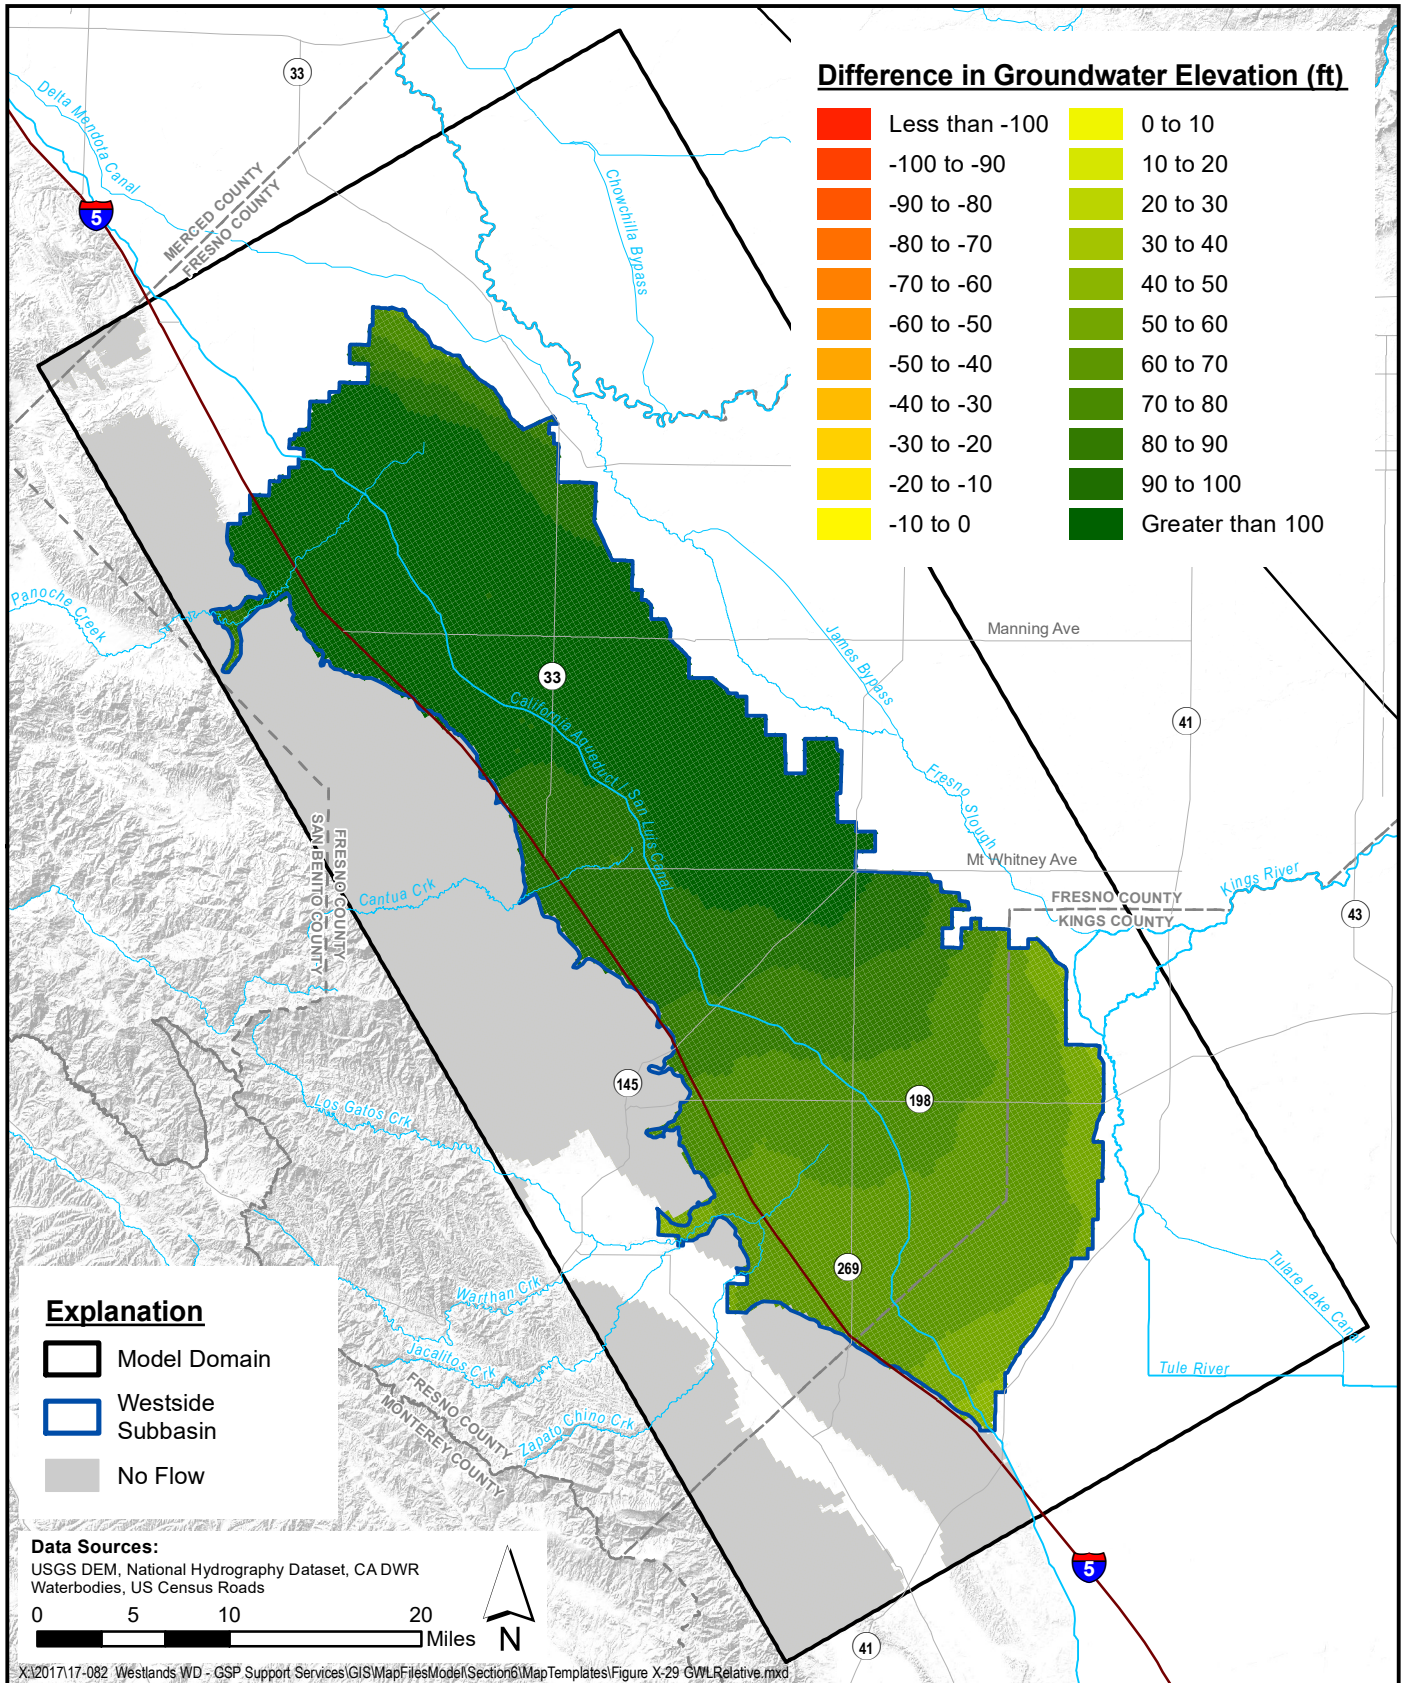 Difference in Groundwater Elevation (ft)
Less than -100
-100 to -90
-90 to -80
-80 to -70
-70 to -60
-60 to -50
-50 to -40
-40 to -30
-30 to -20
-20 to -10
-10 to 0
0 to 10
10 to 20
20 to 30
30 to 40
40 to 50
50 to 60
60 to 70
70 to 80
80 to 90
90 to 100
Greater than 100
33
Delta Mendota Canal
5
MERCED COUNTY
FRESNO COUNTY
Chowchilla Bypass
Panoche Creek
Manning Ave
James Bypass
33
California Aqueduct / San Luis Canal
41
Fresno Slough
SAN BENITO COUNTY
FRESNO COUNTY
Mt Whitney Ave
Cantua Crk
Kings River
FRESNO COUNTY
KINGS COUNTY
43
145
198
Los Gatos Crk
269
Warthan Crk
Jacalitos Crk
Tulare Lake Canal
Tule River
FRESNO COUNTY
MONTEREY COUNTY
Zapato Chino Crk
5
41
Explanation
Model Domain
Westside
Subbasin
No Flow
Data Sources:
USGS DEM, National Hydrography Dataset, CA DWR
Waterbodies, US Census Roads
0 5 10 20
Miles
N
X:\2017\17-082 Westlands WD - GSP Support Services\GIS\MapFilesModel\Section6\MapTemplates\Figure X-29 GWLRelative.mxd